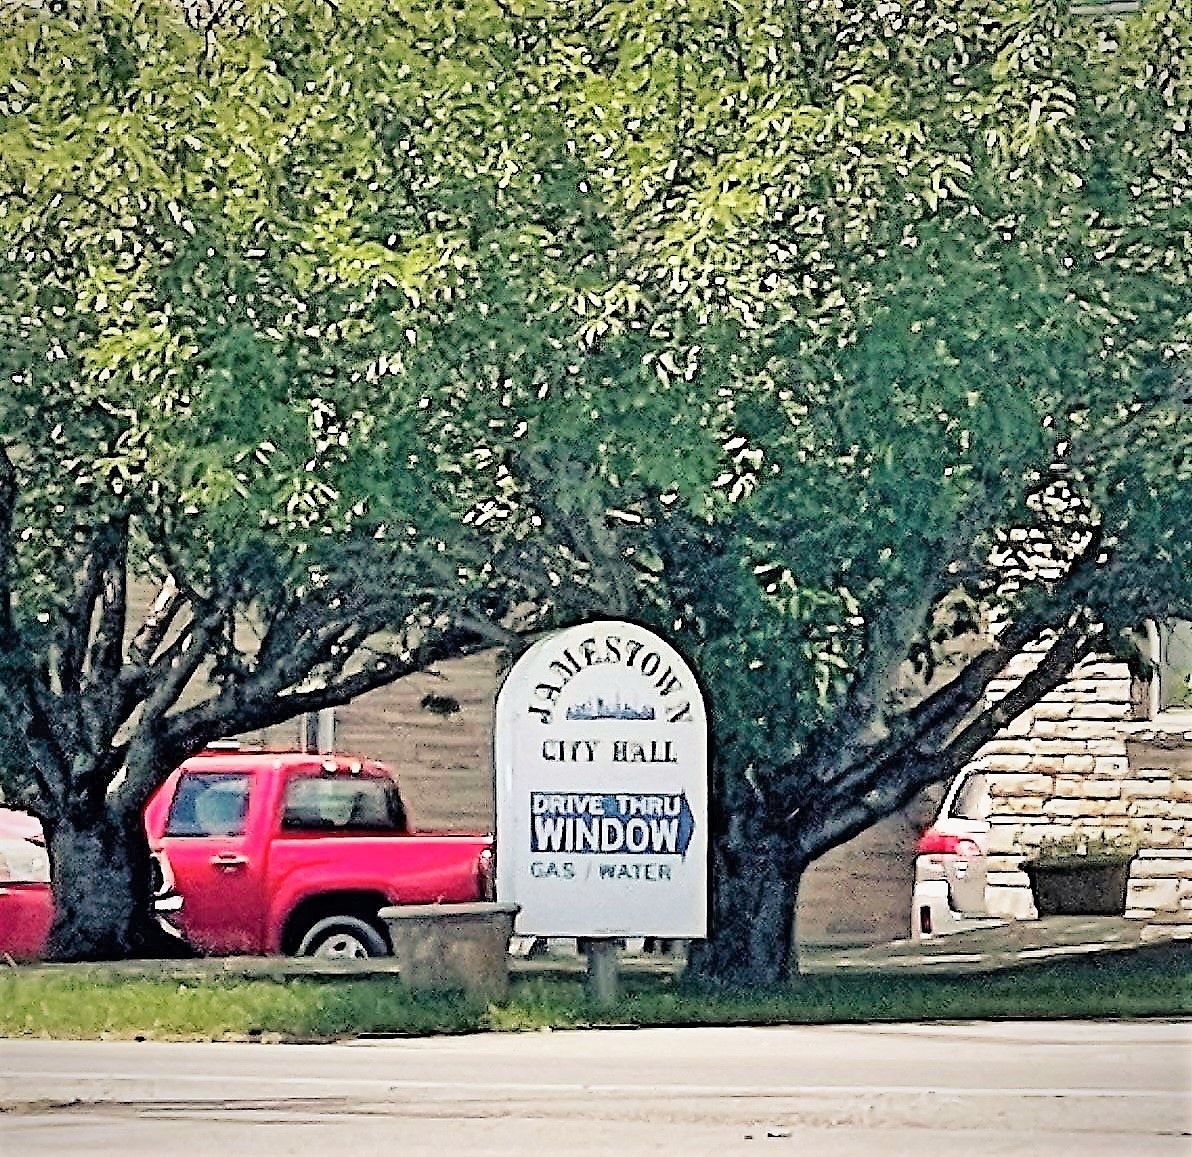 JAMESTOWN
CITY HALL
DRIVE THRU
WINDOW
GAS / WATER